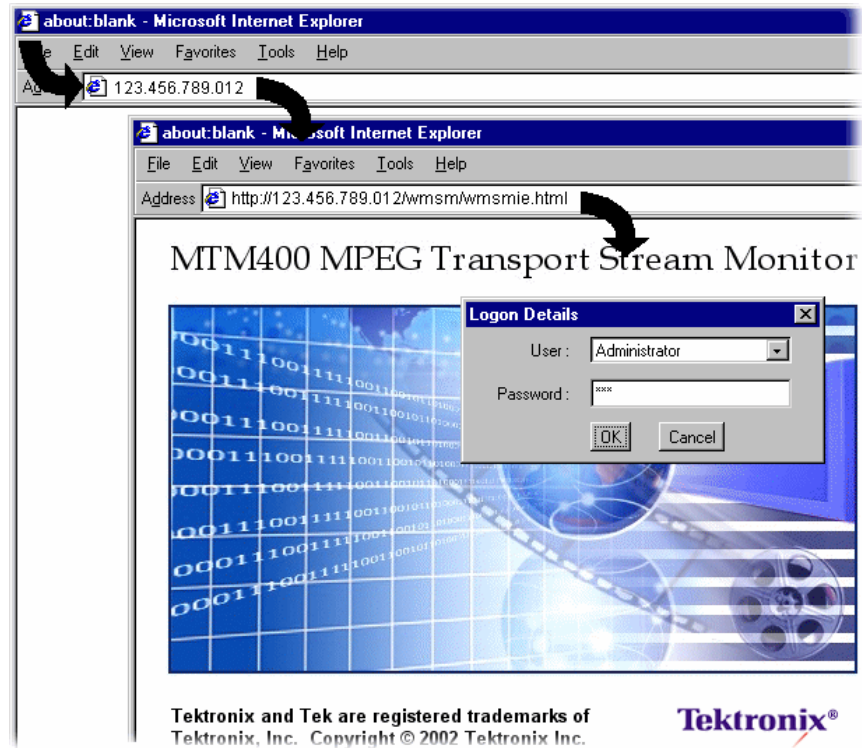 about:blank - Microsoft Internet Explorer
Edit View Favorites Tools Help
123.456.789.012
about:blank - Microsoft Internet Explorer
File Edit View Favorites Tools Help
Address http://123.456.789.012/wmsm/wmsmie.html
MTM400 MPEG Transport Stream Monitor
Logon Details
User : Administrator
Password : ***
OK Cancel
Tektronix and Tek are registered trademarks of
Tektronix, Inc. Copyright © 2002 Tektronix Inc.
Tektronix®